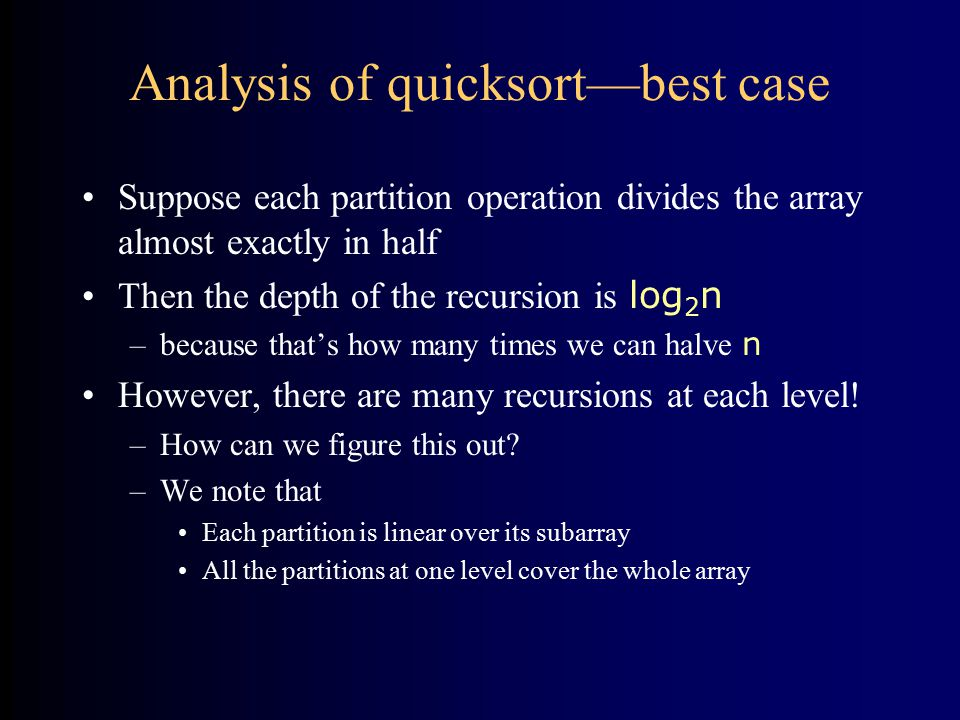 Analysis of quicksort—best case
• Suppose each partition operation divides the array
almost exactly in half
• Then the depth of the recursion is log₂n
–because that’s how many times we can halve n
• However, there are many recursions at each level!
–How can we figure this out?
–We note that
• Each partition is linear over its subarray
• All the partitions at one level cover the whole array